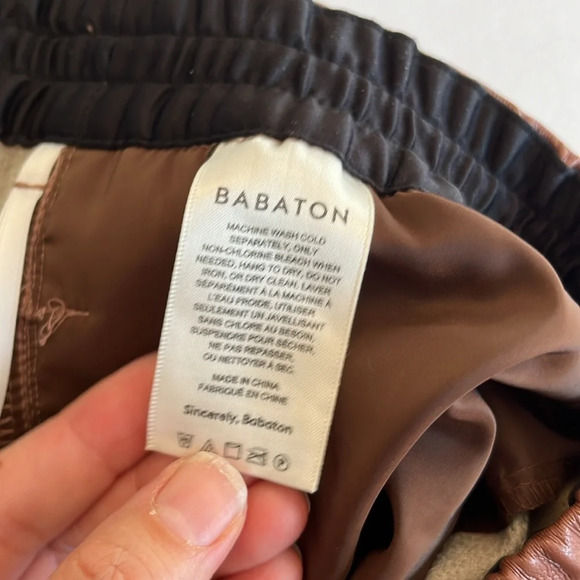 BABATON
MACHINE WASH COLD
SEPARATELY, ONLY
NON-CHLORINE BLEACH WHEN
NEEDED, HANG TO DRY, DO NOT
IRON, OR DRY CLEAN. LAVER
SÉPARÉMENT À LA MACHINE À
L'EAU FROIDE, UTILISER
SEULEMENT UN JAVELLISANT
SANS CHLORE AU BESOIN,
SUSPENDRE POUR SÉCHER,
NE PAS REPASSER,
OU NETTOYER À SEC.
MADE IN CHINA
FABRIQUÉ EN CHINE
Sincerely, Babaton